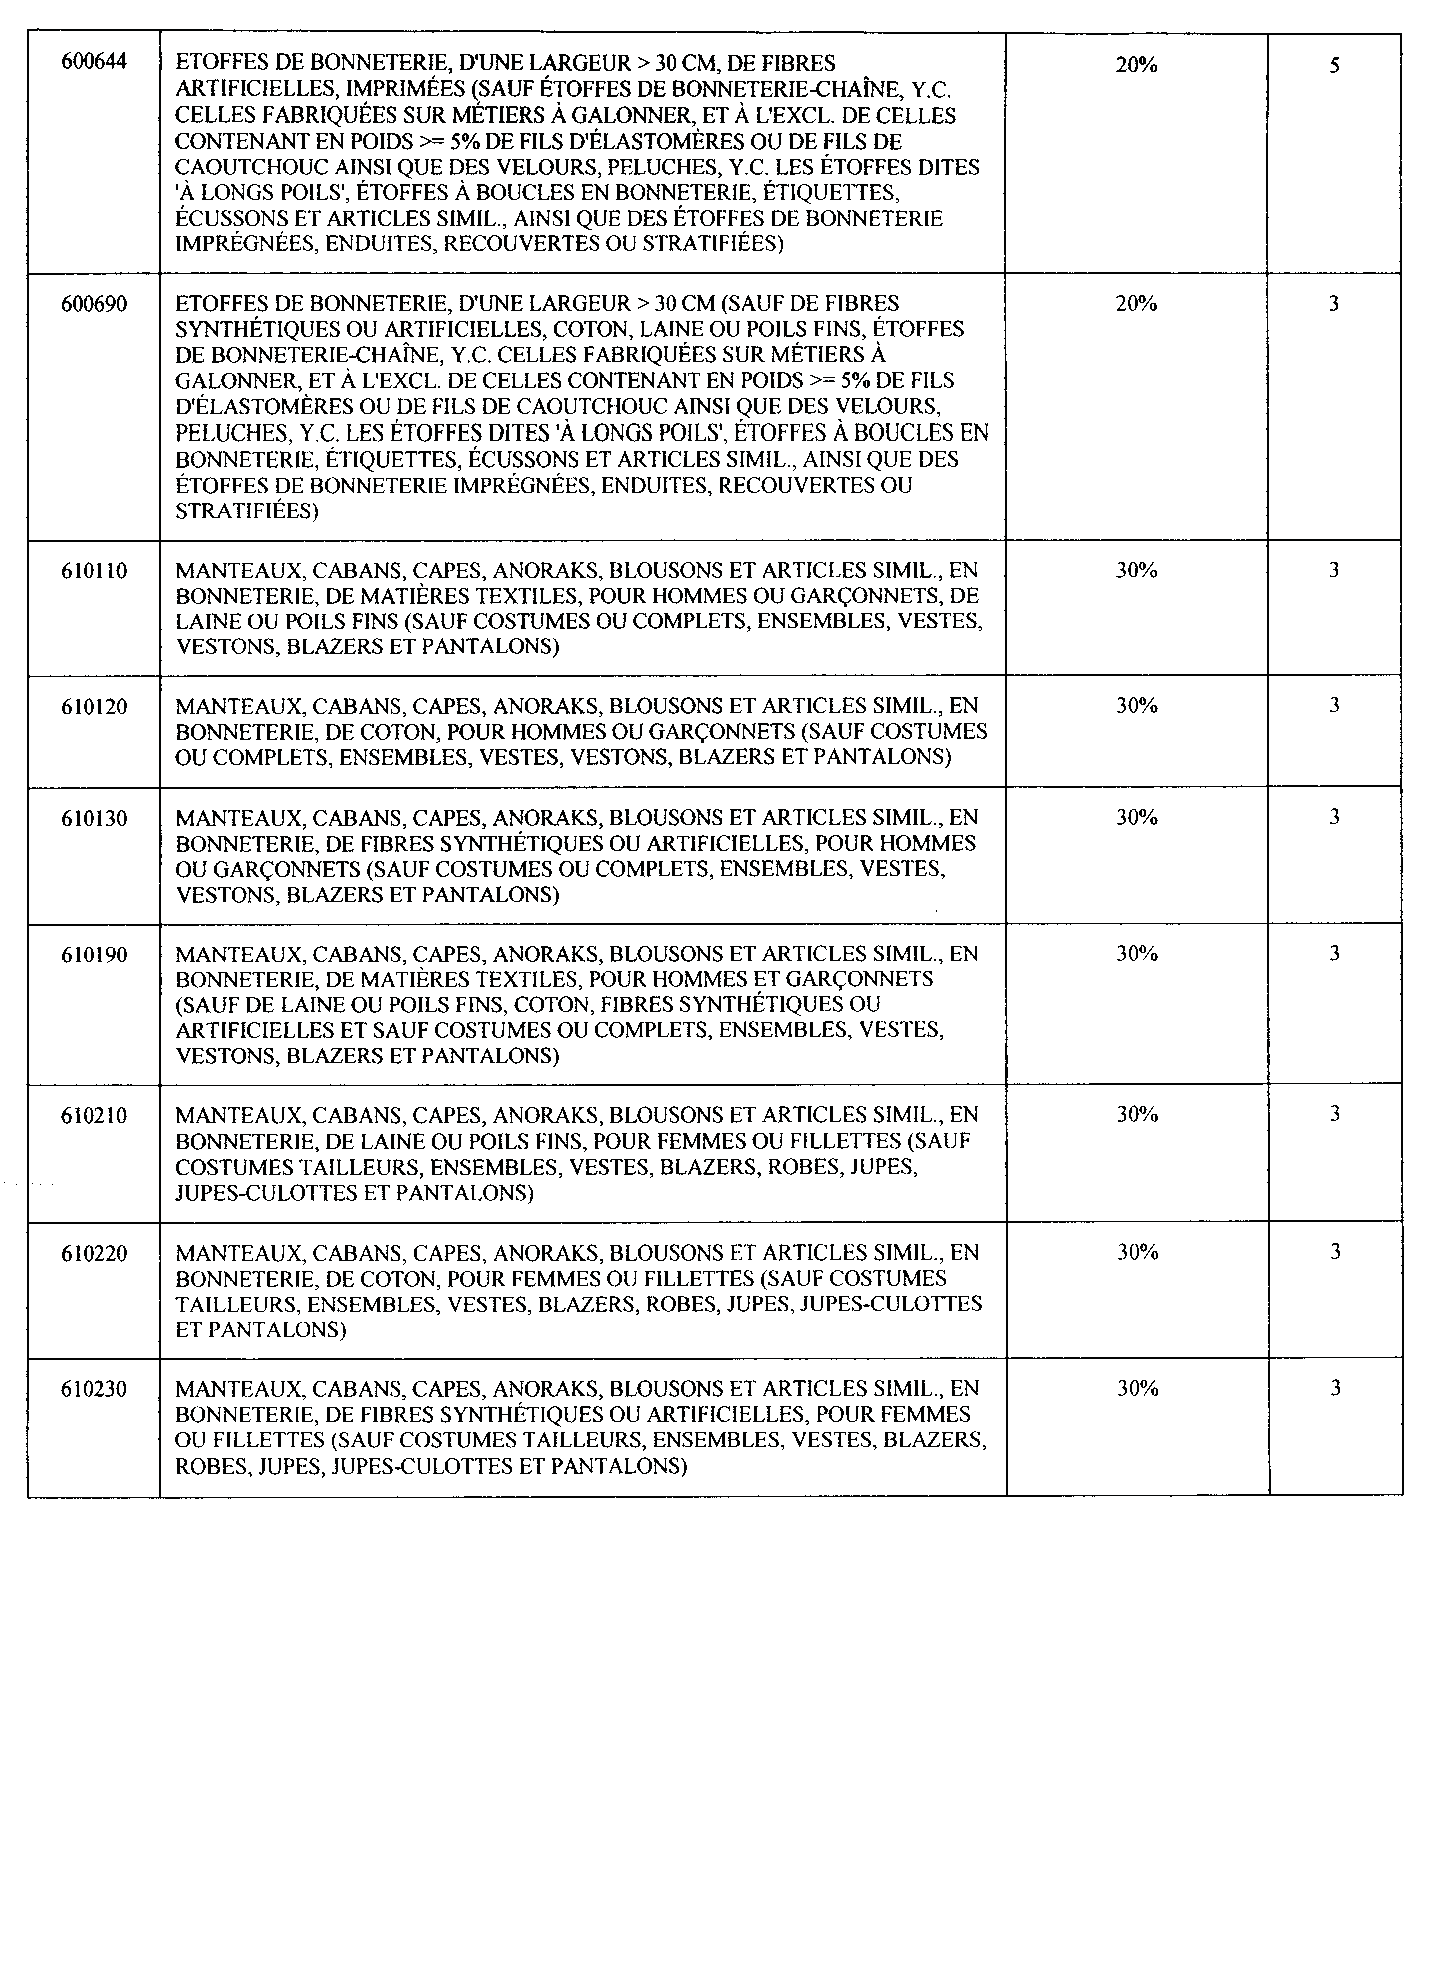 600644 ETOFFES DE BONNETERIE, D'UNE LARGEUR > 30 CM, DE FIBRES 20% 5
ARTIFICIELLES, IMPRIMÉES (SAUF ÉTOFFES DE BONNETERIE-CHAÎNE, Y.C.
CELLES FABRIQUÉES SUR MÉTIERS À GALONNER, ET À L'EXCL. DE CELLES
CONTENANT EN POIDS >= 5% DE FILS D'ÉLASTOMÈRES OU DE FILS DE
CAOUTCHOUC AINSI QUE DES VELOURS, PELUCHES, Y.C. LES ÉTOFFES DITES
'À LONGS POILS', ÉTOFFES À BOUCLES EN BONNETERIE, ÉTIQUETTES,
ÉCUSSONS ET ARTICLES SIMIL., AINSI QUE DES ÉTOFFES DE BONNETERIE
IMPRÉGNÉES, ENDUITES, RECOUVERTES OU STRATIFIÉES)
600690 ETOFFES DE BONNETERIE, D'UNE LARGEUR > 30 CM (SAUF DE FIBRES 20% 3
SYNTHÉTIQUES OU ARTIFICIELLES, COTON, LAINE OU POILS FINS, ÉTOFFES
DE BONNETERIE-CHAÎNE, Y.C. CELLES FABRIQUÉES SUR MÉTIERS À
GALONNER, ET À L'EXCL. DE CELLES CONTENANT EN POIDS >= 5% DE FILS
D'ÉLASTOMÈRES OU DE FILS DE CAOUTCHOUC AINSI QUE DES VELOURS,
PELUCHES, Y.C. LES ÉTOFFES DITES 'À LONGS POILS', ÉTOFFES À BOUCLES EN
BONNETERIE, ÉTIQUETTES, ÉCUSSONS ET ARTICLES SIMIL., AINSI QUE DES
ÉTOFFES DE BONNETERIE IMPRÉGNÉES, ENDUITES, RECOUVERTES OU
STRATIFIÉES)
610110 MANTEAUX, CABANS, CAPES, ANORAKS, BLOUSONS ET ARTICLES SIMIL., EN 30% 3
BONNETERIE, DE MATIÈRES TEXTILES, POUR HOMMES OU GARÇONNETS, DE
LAINE OU POILS FINS (SAUF COSTUMES OU COMPLETS, ENSEMBLES, VESTES,
VESTONS, BLAZERS ET PANTALONS)
610120 MANTEAUX, CABANS, CAPES, ANORAKS, BLOUSONS ET ARTICLES SIMIL., EN 30% 3
BONNETERIE, DE COTON, POUR HOMMES OU GARÇONNETS (SAUF COSTUMES
OU COMPLETS, ENSEMBLES, VESTES, VESTONS, BLAZERS ET PANTALONS)
610130 MANTEAUX, CABANS, CAPES, ANORAKS, BLOUSONS ET ARTICLES SIMIL., EN 30% 3
BONNETERIE, DE FIBRES SYNTHÉTIQUES OU ARTIFICIELLES, POUR HOMMES
OU GARÇONNETS (SAUF COSTUMES OU COMPLETS, ENSEMBLES, VESTES,
VESTONS, BLAZERS ET PANTALONS)
610190 MANTEAUX, CABANS, CAPES, ANORAKS, BLOUSONS ET ARTICLES SIMIL., EN 30% 3
BONNETERIE, DE MATIÈRES TEXTILES, POUR HOMMES ET GARÇONNETS
(SAUF DE LAINE OU POILS FINS, COTON, FIBRES SYNTHÉTIQUES OU
ARTIFICIELLES ET SAUF COSTUMES OU COMPLETS, ENSEMBLES, VESTES,
VESTONS, BLAZERS ET PANTALONS)
610210 MANTEAUX, CABANS, CAPES, ANORAKS, BLOUSONS ET ARTICLES SIMIL., EN 30% 3
BONNETERIE, DE LAINE OU POILS FINS, POUR FEMMES OU FILLETTES (SAUF
COSTUMES TAILLEURS, ENSEMBLES, VESTES, BLAZERS, ROBES, JUPES,
JUPES-CULOTTES ET PANTALONS)
610220 MANTEAUX, CABANS, CAPES, ANORAKS, BLOUSONS ET ARTICLES SIMIL., EN 30% 3
BONNETERIE, DE COTON, POUR FEMMES OU FILLETTES (SAUF COSTUMES
TAILLEURS, ENSEMBLES, VESTES, BLAZERS, ROBES, JUPES, JUPES-CULOTTES
ET PANTALONS)
610230 MANTEAUX, CABANS, CAPES, ANORAKS, BLOUSONS ET ARTICLES SIMIL., EN 30% 3
BONNETERIE, DE FIBRES SYNTHÉTIQUES OU ARTIFICIELLES, POUR FEMMES
OU FILLETTES (SAUF COSTUMES TAILLEURS, ENSEMBLES, VESTES, BLAZERS,
ROBES, JUPES, JUPES-CULOTTES ET PANTALONS)